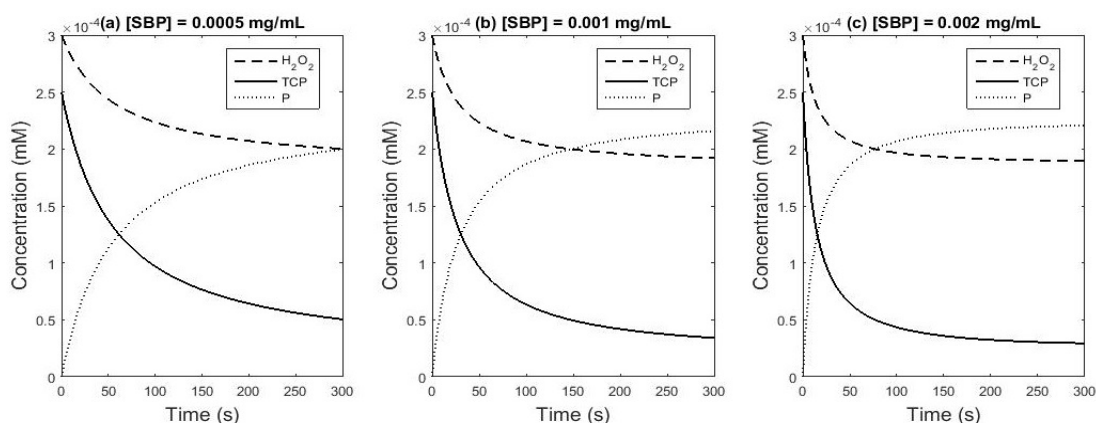 ×10⁻⁴ (a) [SBP] = 0.0005 mg/mL
3
2.5
2
1.5
1
0.5
0
Concentration (mM)
0 50 100 150 200 250 300
Time (s)
H₂O₂
TCP
P
×10⁻⁴ (b) [SBP] = 0.001 mg/mL
3
2.5
2
1.5
1
0.5
0
Concentration (mM)
0 50 100 150 200 250 300
Time (s)
H₂O₂
TCP
P
×10⁻⁴ (c) [SBP] = 0.002 mg/mL
3
2.5
2
1.5
1
0.5
0
Concentration (mM)
0 50 100 150 200 250 300
Time (s)
H₂O₂
TCP
P